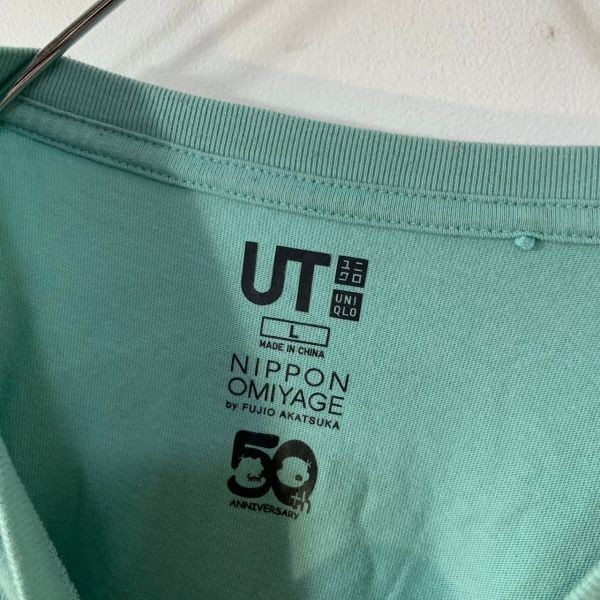 UT
ユニ
クロ
UNI
QLO
L
MADE IN CHINA
NIPPON
OMIYAGE
by FUJIO AKATSUKA
50th
ANNIVERSARY